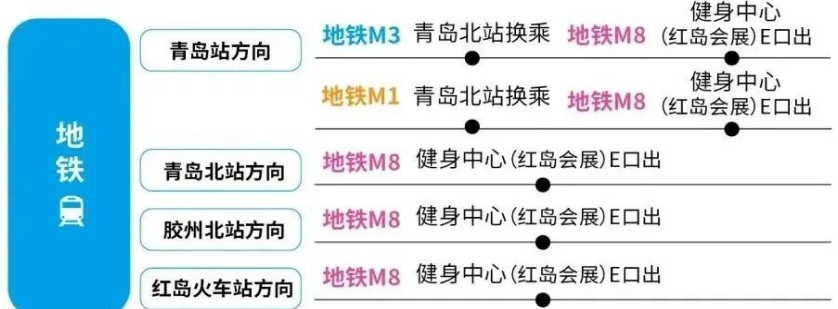 地铁
青岛站方向
地铁M3 青岛北站换乘 地铁M8 健身中心
(红岛会展)E口出
地铁M1 青岛北站换乘 地铁M8 健身中心
(红岛会展)E口出
青岛北站方向
地铁M8 健身中心(红岛会展)E口出
胶州北站方向
地铁M8 健身中心(红岛会展)E口出
红岛火车站方向
地铁M8 健身中心(红岛会展)E口出